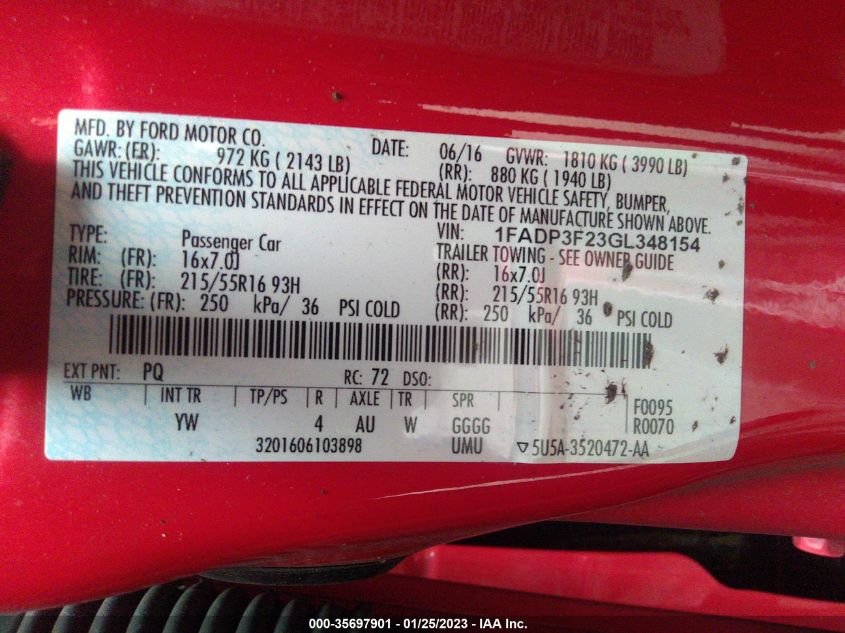 MFD. BY FORD MOTOR CO. DATE: 06/16 GVWR: 1810 KG ( 3990 LB)
GAWR: (FR) 972 KG ( 2143 LB) (RR): 880 KG ( 1940 LB)
THIS VEHICLE CONFORMS TO ALL APPLICABLE FEDERAL MOTOR VEHICLE SAFETY, BUMPER,
AND THEFT PREVENTION STANDARDS IN EFFECT ON THE DATE OF MANUFACTURE SHOWN ABOVE.
VIN: 1FADP3F23GL348154
TYPE: Passenger Car TRAILER TOWING - SEE OWNER GUIDE
RIM: (FR): 16x7.0J (RR): 16x7.0J
TIRE: (FR): 215/55R16 93H (RR): 215/55R16 93H
PRESSURE: (FR): 250 kPa/ 36 PSI COLD (RR): 250 kPa/ 36 PSI COLD
EXT PNT: PQ RC: 72 DSO:
WB INT TR TP/PS R AXLE TR SPR F0095
YW 4 AU W GGGG R0070
3201606103898 UMU ▽5U5A-3520472-AA
000-35697901 - 01/25/2023 - IAA Inc.